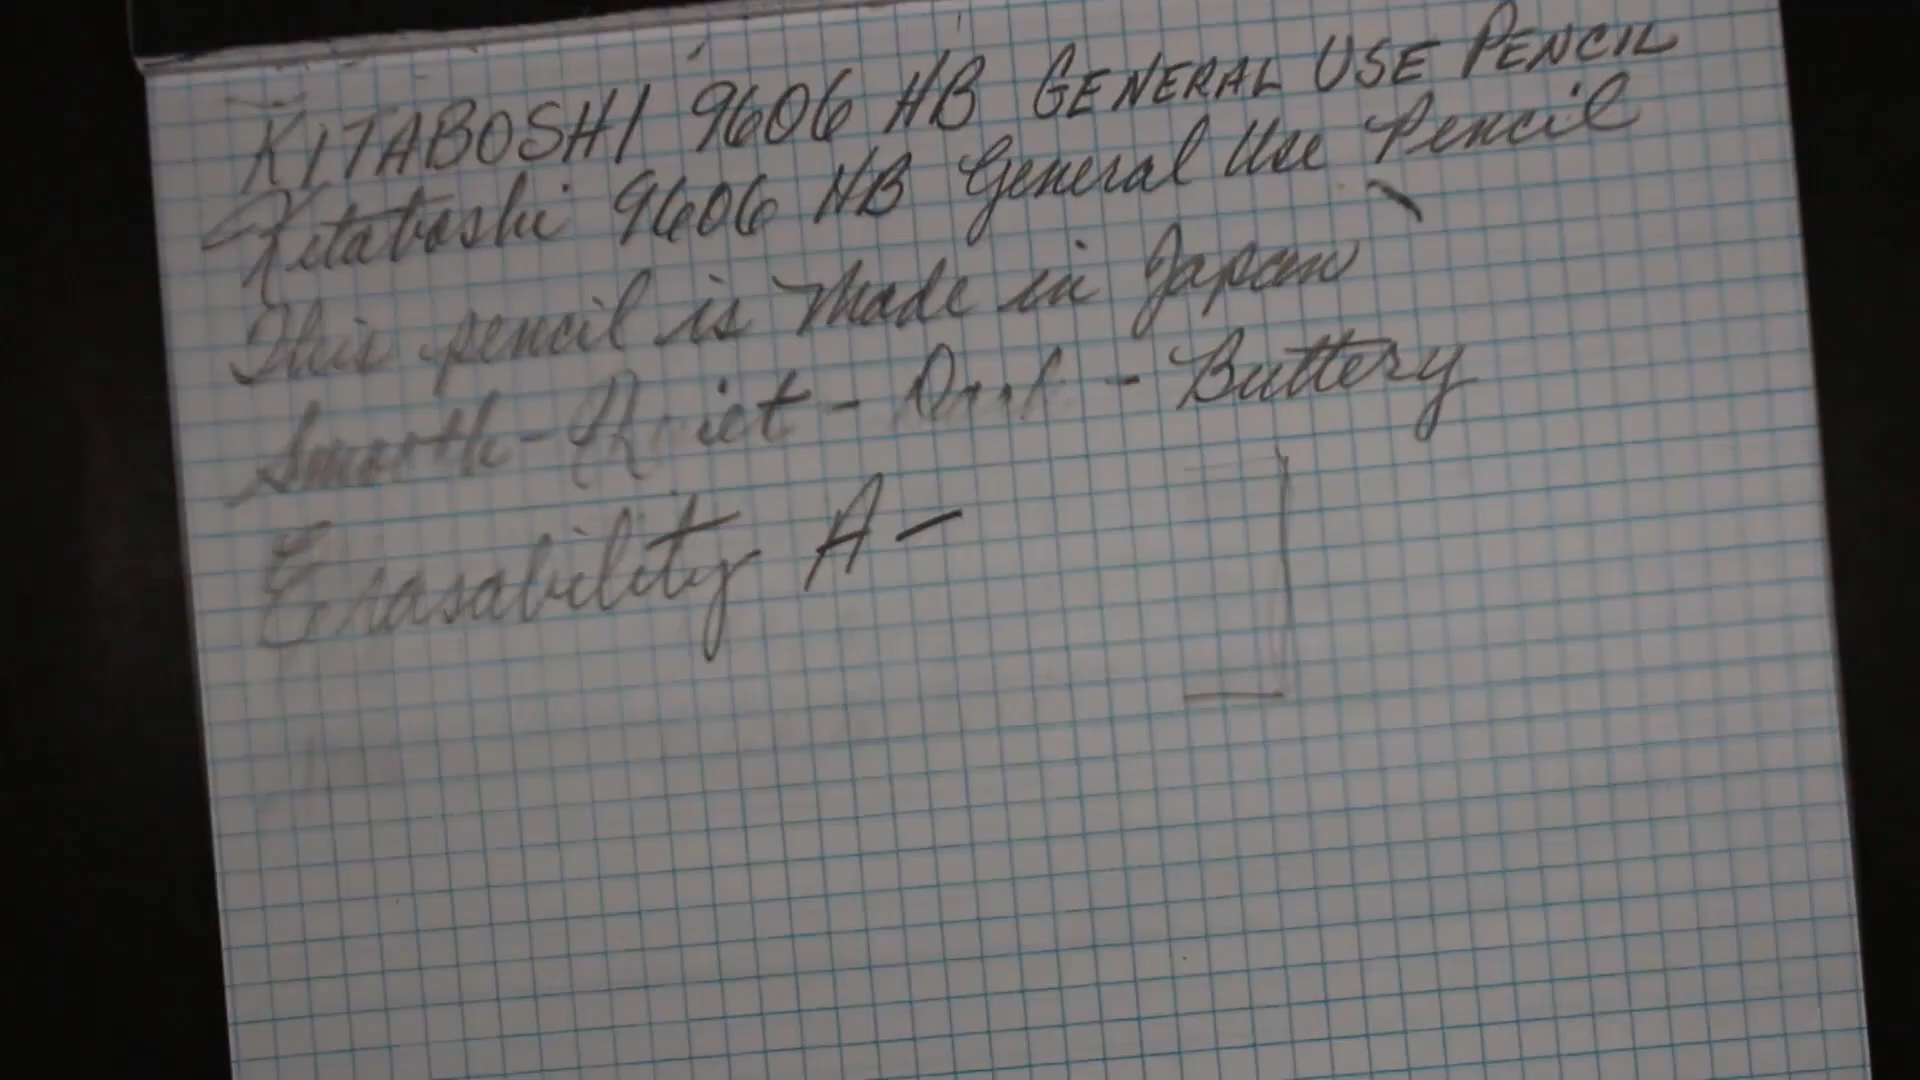 KITABOSHI 9606 HB GENERAL USE PENCIL
Kitaboshi 9606 HB General Use Pencil
This pencil is made in Japan
Smooth - Quiet - Dark - Buttery
Erasability A-